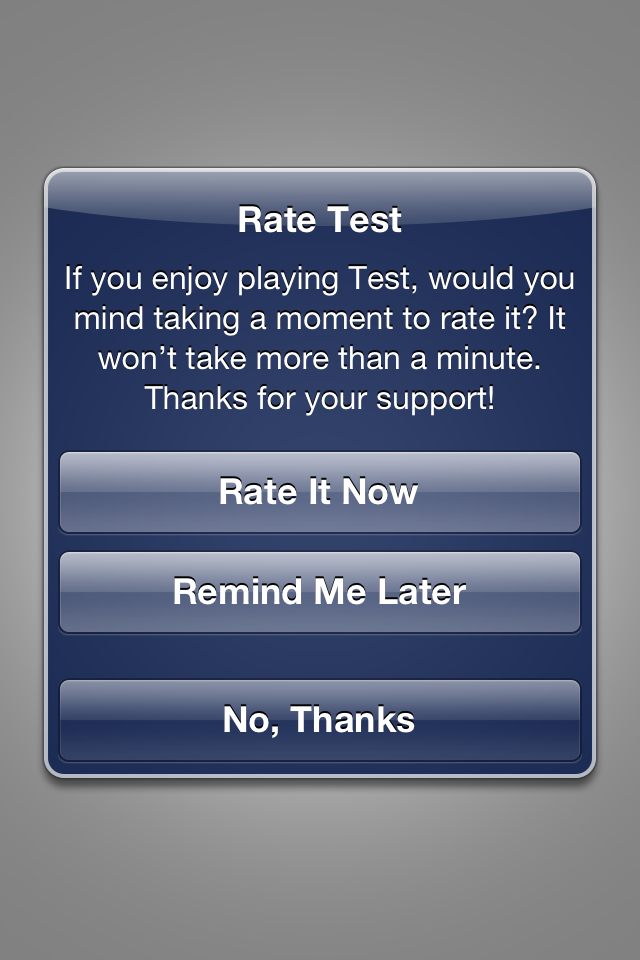 Rate Test
If you enjoy playing Test, would you
mind taking a moment to rate it? It
won’t take more than a minute.
Thanks for your support!
Rate It Now
Remind Me Later
No, Thanks